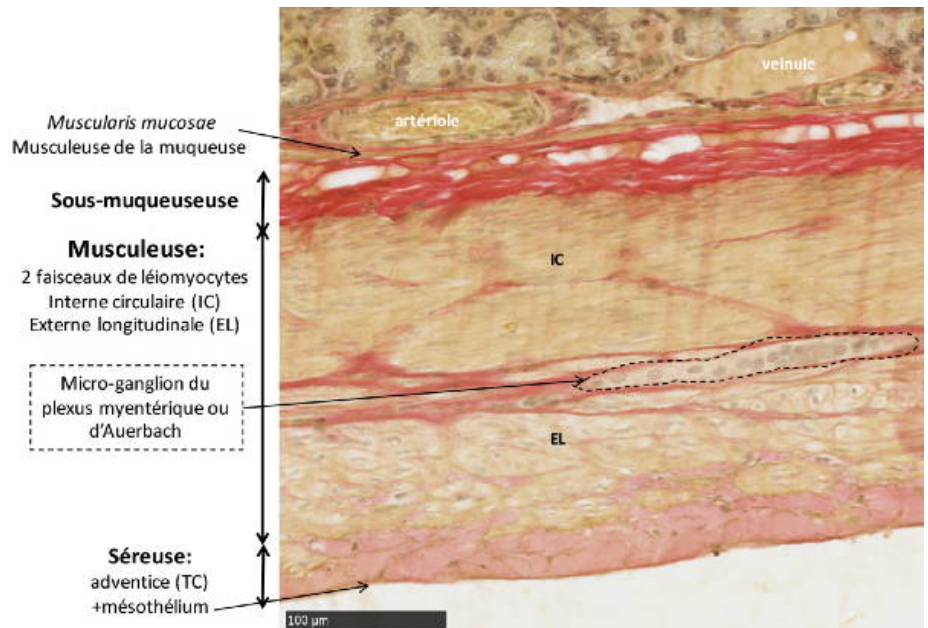 veinule
artériole
Muscularis mucosae
Musculeuse de la muqueuse
Sous-muqueuseuse
Musculeuse:
2 faisceaux de léiomyocytes
Interne circulaire (IC)
Externe longitudinale (EL)
IC
Micro-ganglion du
plexus myentérique ou
d'Auerbach
EL
Séreuse:
adventice (TC)
+mésothélium
100 µm